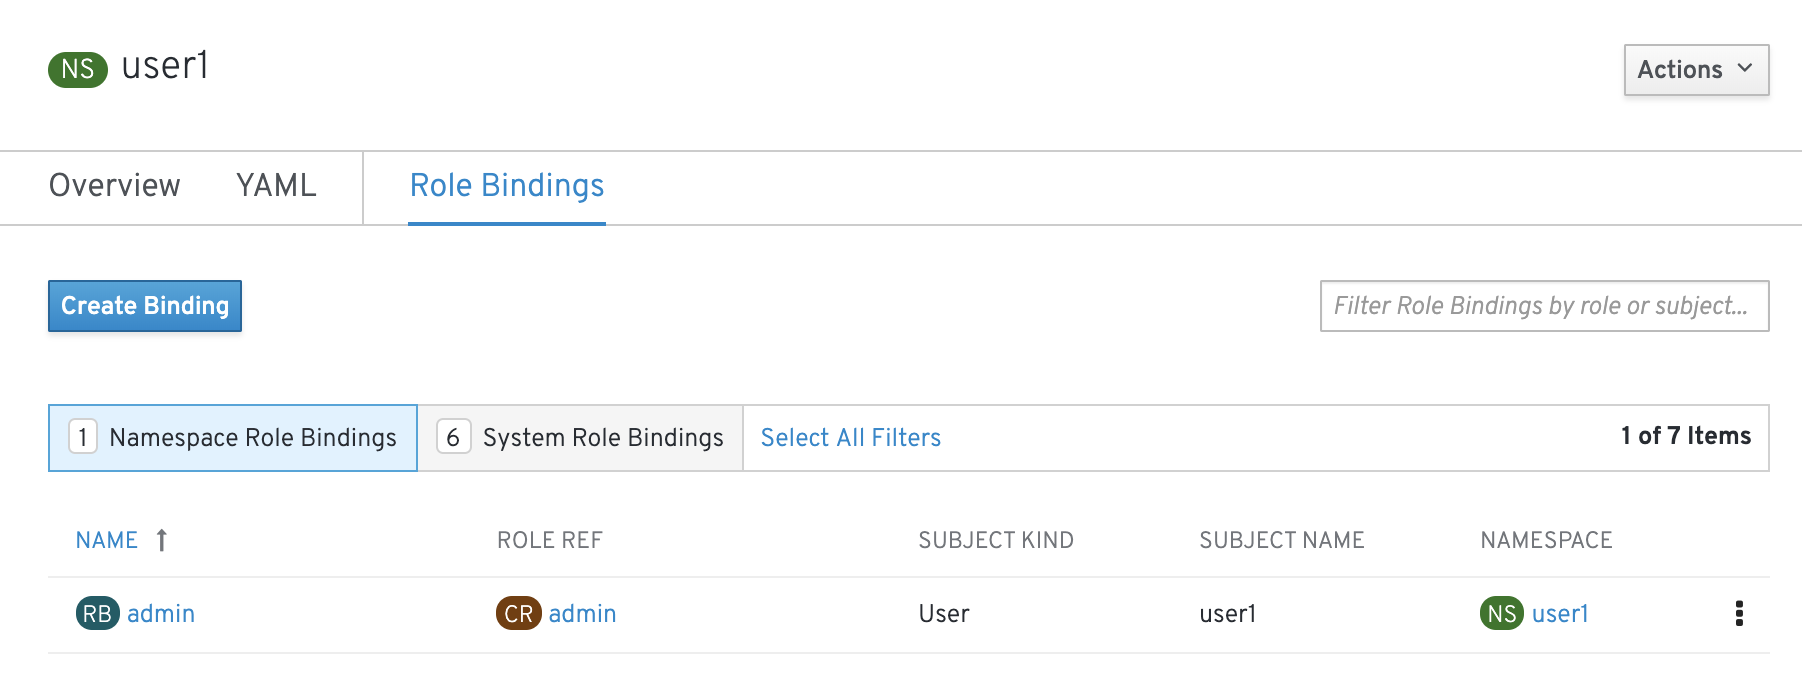 NS user1
Actions
Overview YAML Role Bindings
Create Binding
Filter Role Bindings by role or subject...
1 Namespace Role Bindings 6 System Role Bindings Select All Filters 1 of 7 Items
NAME ↑ ROLE REF SUBJECT KIND SUBJECT NAME NAMESPACE
RB admin CR admin User user1 NS user1